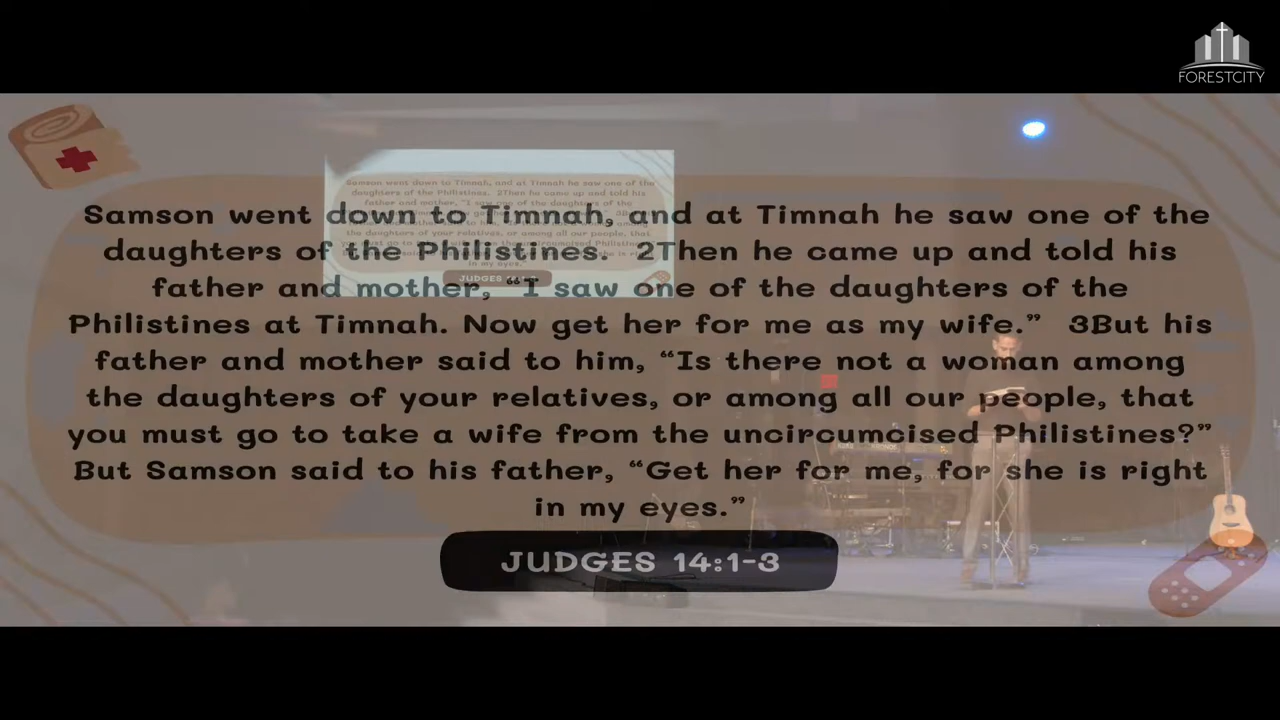 FORESTCITY
Samson went down to Timnah, and at Timnah he saw one of the
daughters of the Philistines. 2Then he came up and told his
father and mother, “I saw one of the daughters of the
Philistines at Timnah. Now get her for me as my wife.” 3But his
father and mother said to him, “Is there not a woman among
the daughters of your relatives, or among all our people, that
you must go to take a wife from the uncircumcised Philistines?”
But Samson said to his father, “Get her for me, for she is right
in my eyes.”
JUDGES 14:1-3